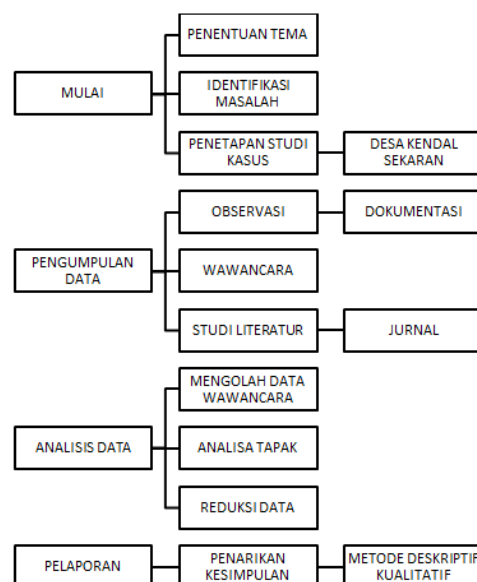 PENENTUAN TEMA
MULAI
IDENTIFIKASI
MASALAH
PENETAPAN STUDI
KASUS
DESA KENDAL
SEKARAN
OBSERVASI
DOKUMENTASI
PENGUMPULAN
DATA
WAWANCARA
STUDI LITERATUR
JURNAL
MENGOLAH DATA
WAWANCARA
ANALISIS DATA
ANALISA TAPAK
REDUKSI DATA
PELAPORAN
PENARIKAN
KESIMPULAN
METODE DESKRIPTIF
KUALITATIF